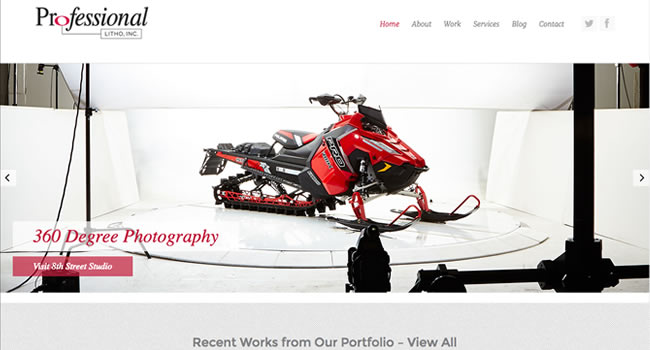 Professional
LITHO, INC.
Home About Work Services Blog Contact
PRO
360 Degree Photography
Visit 8th Street Studio
Recent Works from Our Portfolio – View All